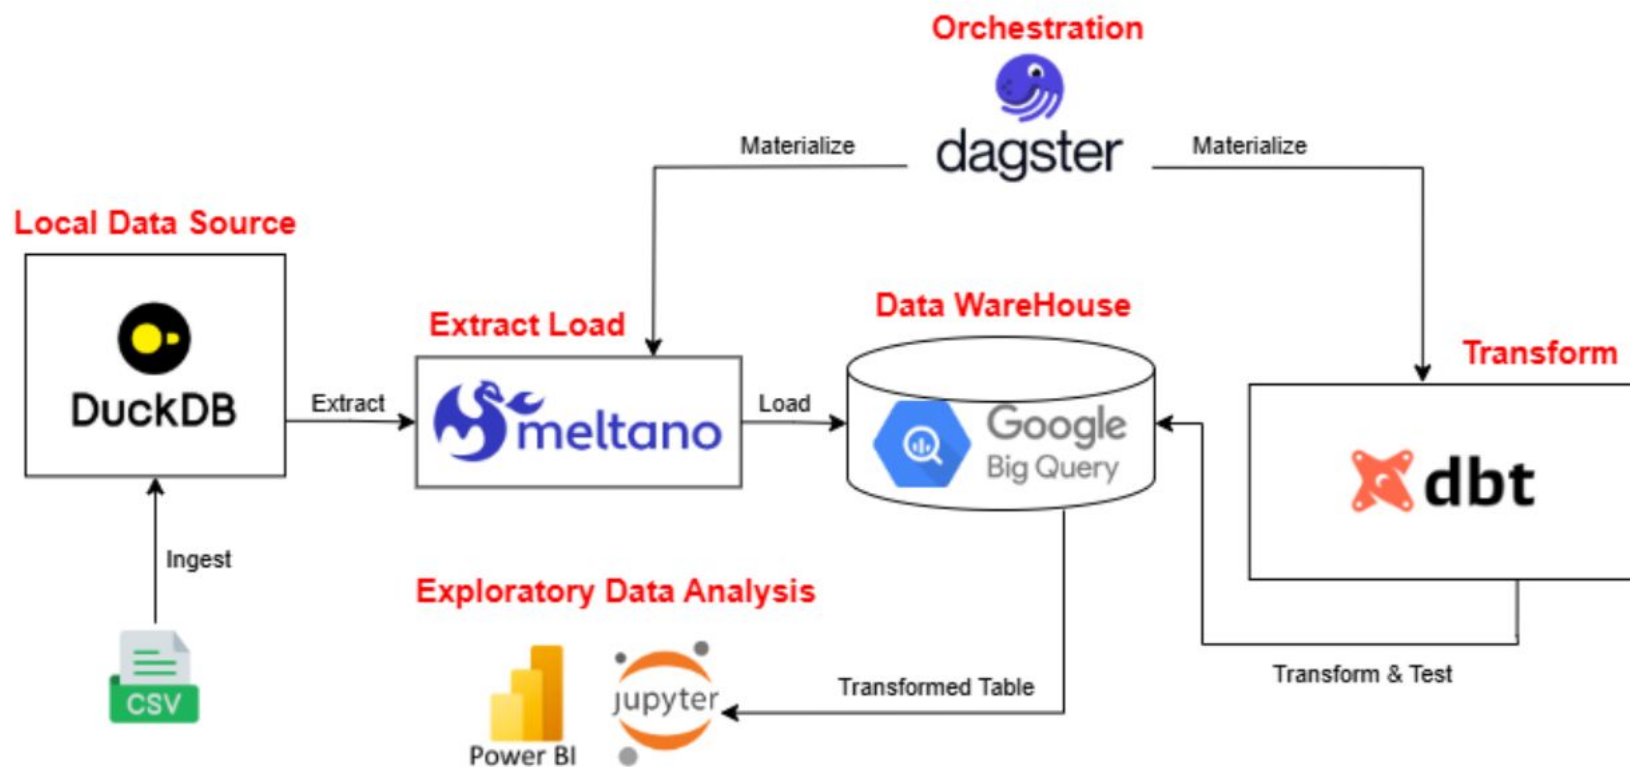 Orchestration
dagster
Materialize
Materialize
Local Data Source
DuckDB
Extract
Extract Load
meltano
Load
Data WareHouse
Google
Big Query
Transform
dbt
Ingest
CSV
Exploratory Data Analysis
Power BI
jupyter
Transformed Table
Transform & Test